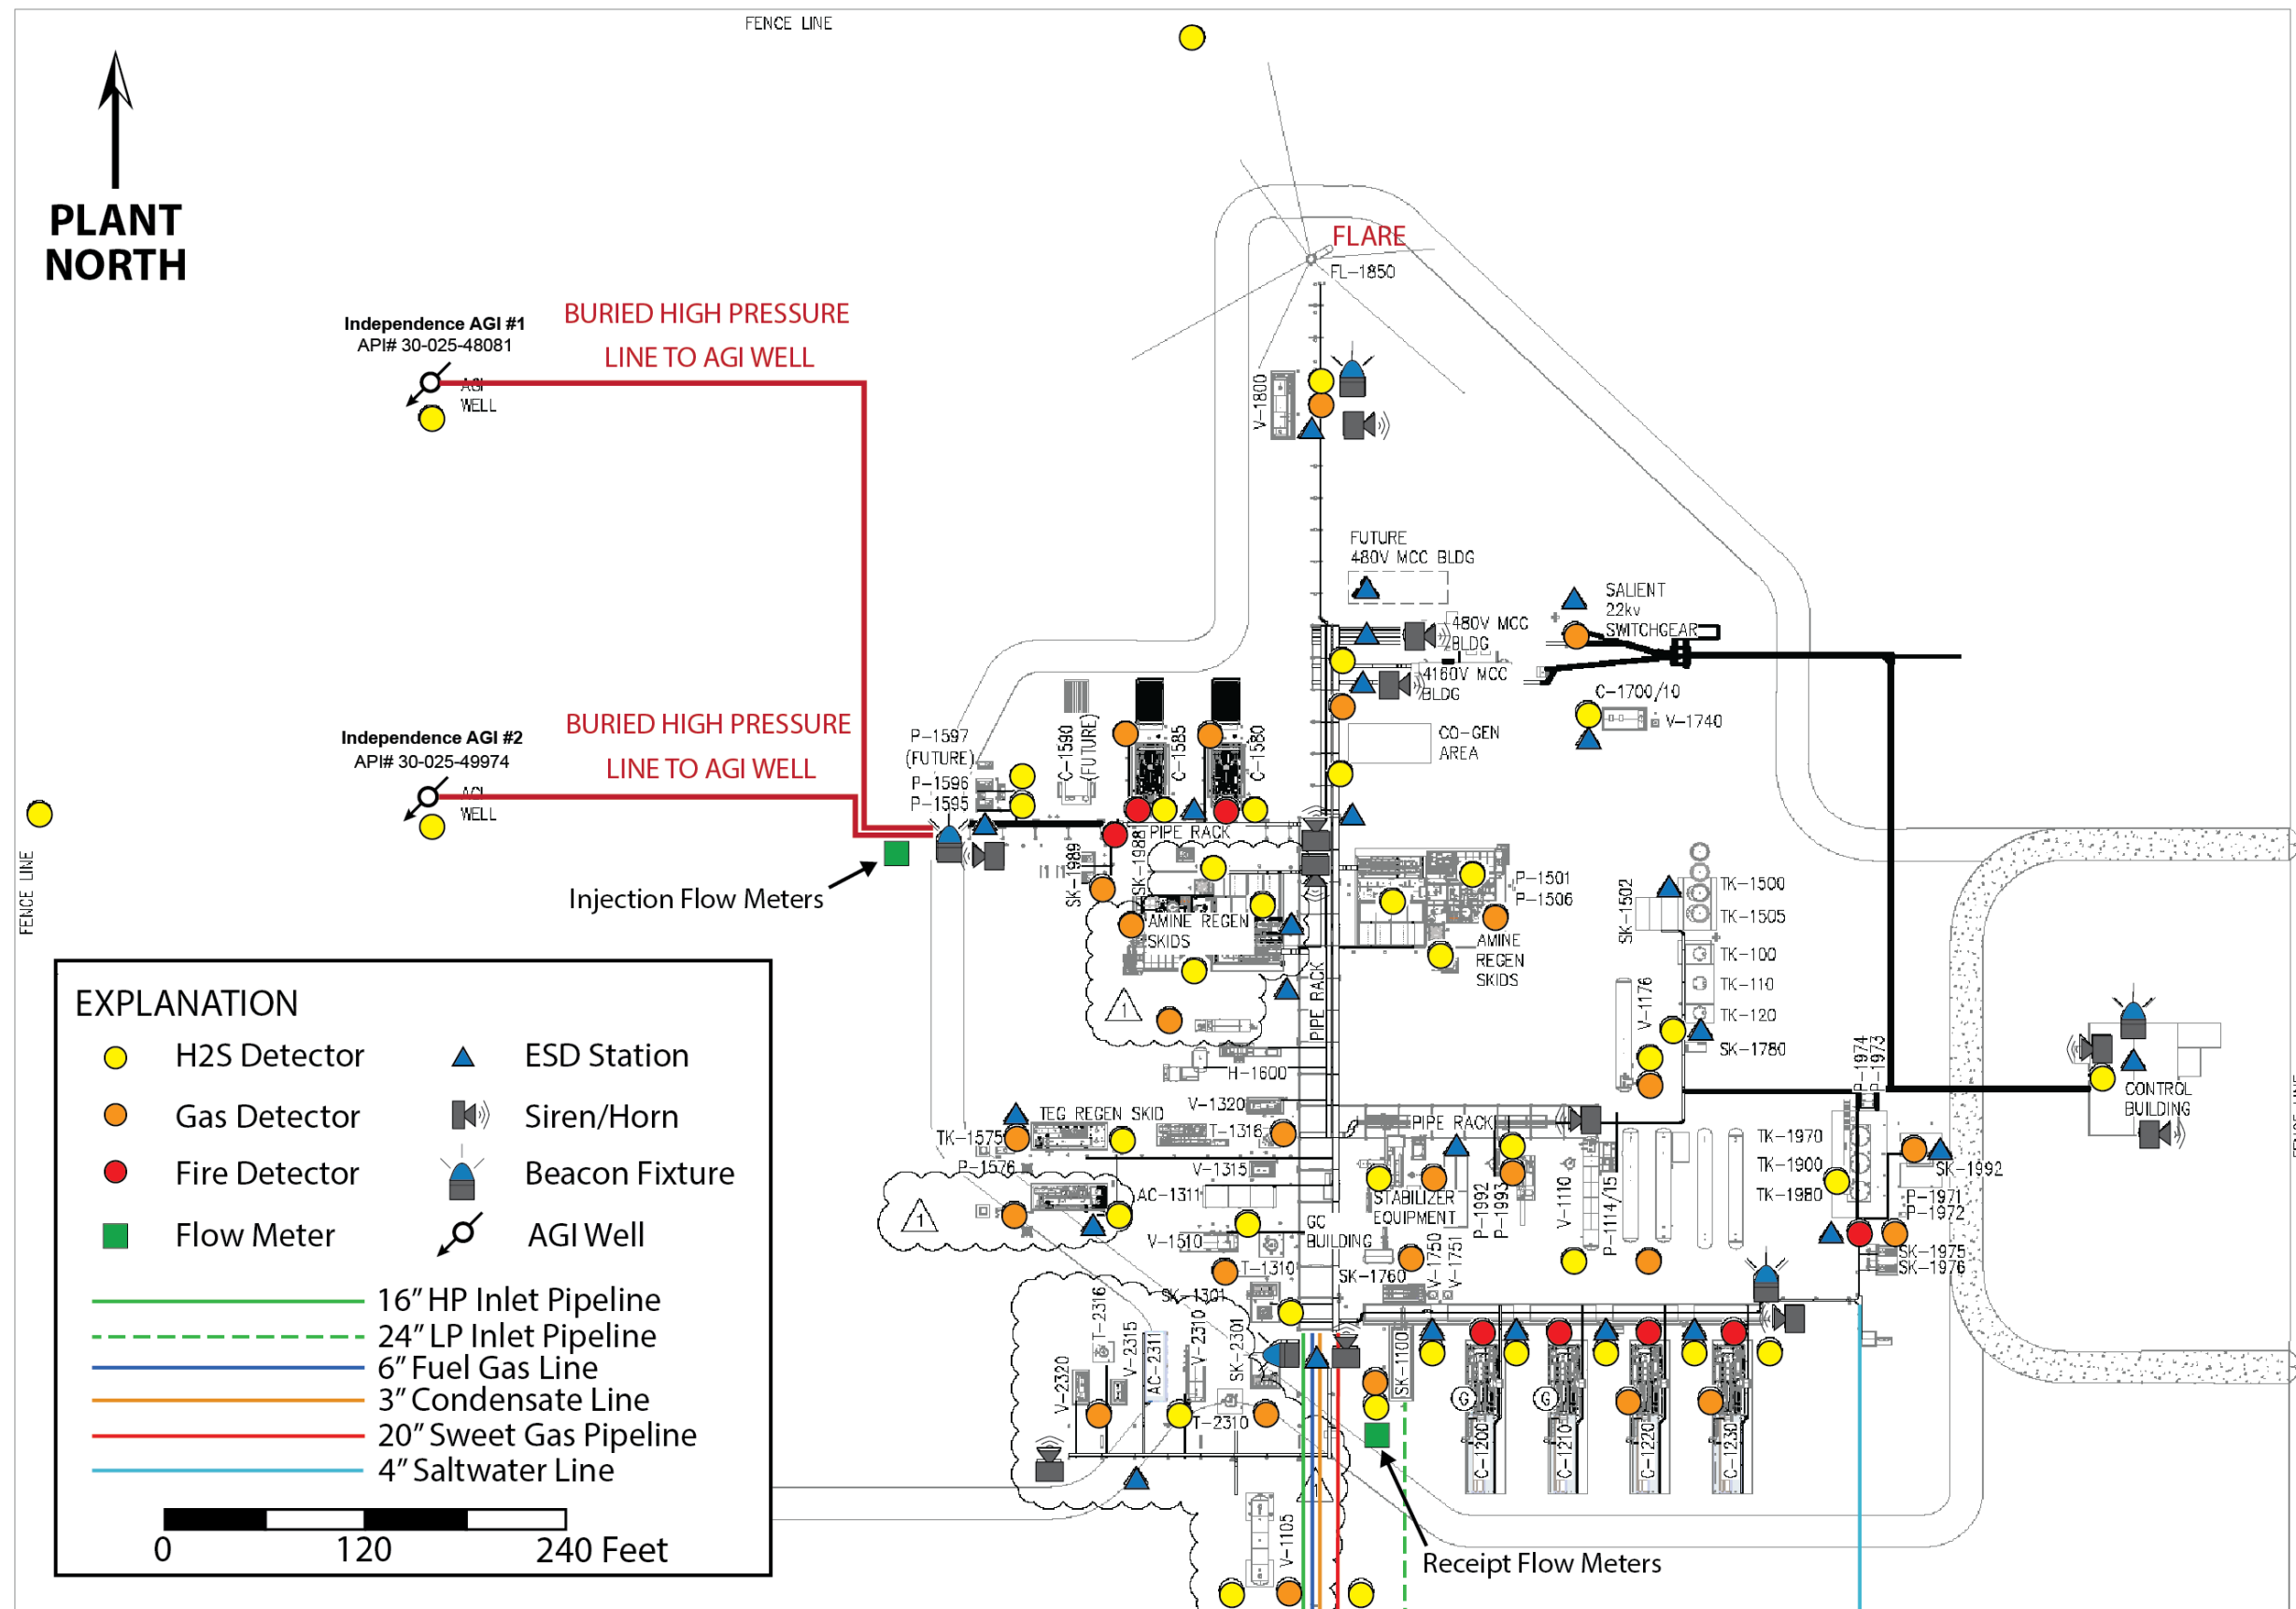 FENCE LINE
PLANT
NORTH
FLARE
FL-1850
Independence AGI #1
API# 30-025-48081
AGI
WELL
BURIED HIGH PRESSURE
LINE TO AGI WELL
V-1800
FUTURE
480V MCC BLDG
SALIENT
22kv
SWITCHGEAR
480V MCC
BLDG
4160V MCC
BLDG
C-1700/10
V-1740
CO-GEN
AREA
Independence AGI #2
API# 30-025-49974
AGI
WELL
BURIED HIGH PRESSURE
LINE TO AGI WELL
P-1597
(FUTURE)
P-1596
P-1595
C-1590
(FUTURE)
C-1585
C-1580
PIPE RACK
FENCE LINE
Injection Flow Meters
SK-1989
SK-1988
AMINE REGEN
SKIDS
1
P-1501
P-1506
AMINE
REGEN
SKIDS
PIPE RACK
SK-1502
TK-1500
TK-1505
TK-100
TK-110
TK-120
V-1176
SK-1780
P-1974
P-1973
CONTROL
BUILDING
H-1600
V-1320
T-1316
TEG REGEN SKID
TK-1575
P-1576
V-1315
AC-1311
1
V-1510
T-1310
SK-1301
GC
BUILDING
PIPE RACK
STABILIZER
EQUIPMENT
P-1992
P-1993
V-1110
P-1114/15
SK-1760
V-1750
V-1751
TK-1970
TK-1900
TK-1980
SK-1992
P-1971
P-1972
SK-1975
SK-1976
T-2316
V-2315
V-2320
AC-2311
V-2310
SK-2301
T-2310
SK-1100
G
G
C-1200
C-1210
C-1220
C-1230
1
V-1105
Receipt Flow Meters
EXPLANATION
H2S Detector
ESD Station
Gas Detector
Siren/Horn
Fire Detector
Beacon Fixture
Flow Meter
AGI Well
16” HP Inlet Pipeline
24” LP Inlet Pipeline
6” Fuel Gas Line
3” Condensate Line
20” Sweet Gas Pipeline
4” Saltwater Line
0 120 240 Feet